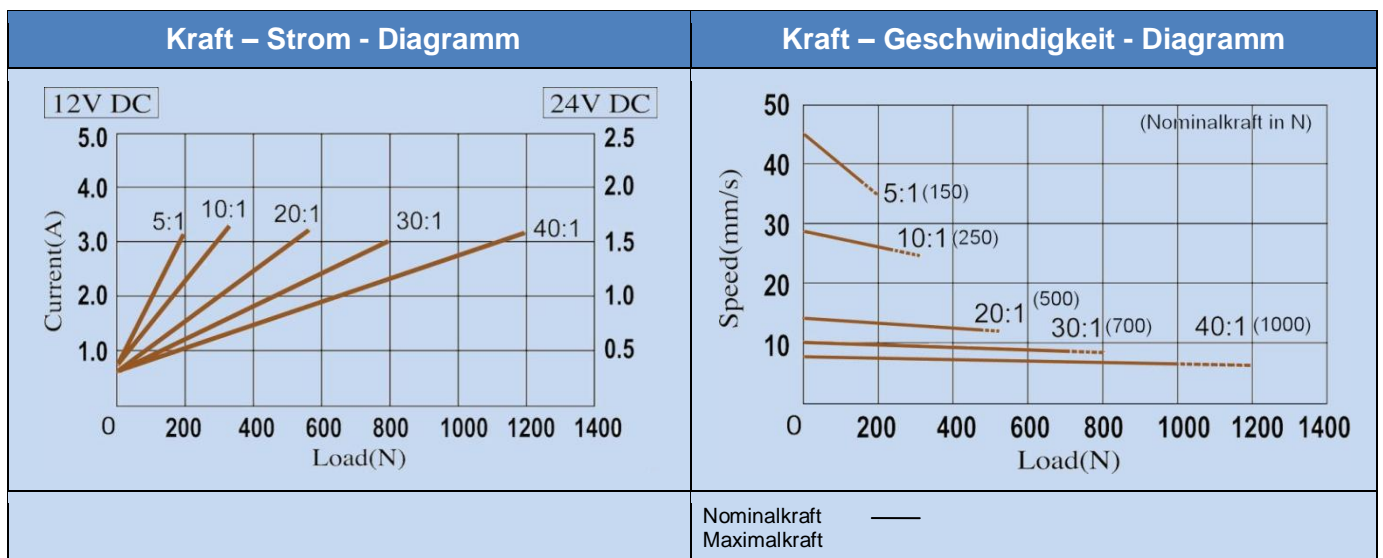 Kraft – Strom - Diagramm
12V DC
24V DC
5.0
4.0
3.0
2.0
1.0
2.5
2.0
1.5
1.0
0.5
5:1
10:1
20:1
30:1
40:1
Current(A)
0 200 400 600 800 1000 1200 1400
Load(N)
Kraft – Geschwindigkeit - Diagramm
50
40
30
20
10
(Nominalkraft in N)
5:1(150)
10:1(250)
20:1(500)
30:1(700)
40:1(1000)
Speed(mm/s)
0 200 400 600 800 1000 1200 1400
Load(N)
Nominalkraft
Maximalkraft